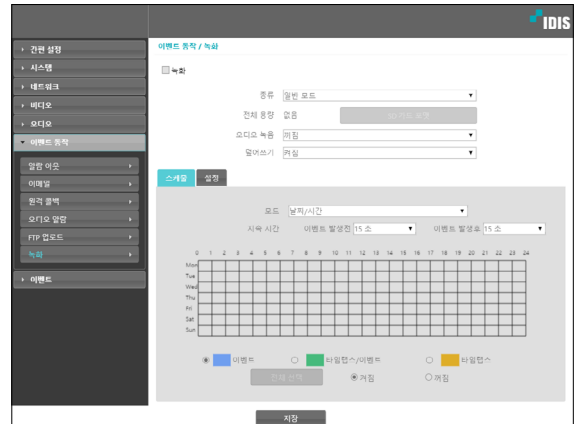 IDIS
간편 설정
시스템
네트워크
비디오
오디오
이벤트 동작
알람 아웃
이메일
원격 콜백
오디오 알람
FTP 업로드
녹화
이벤트
이벤트 동작 / 녹화
녹화
종류 일반 모드
전체 용량 없음 SD 카드 포맷
오디오 녹음 꺼짐
덮어쓰기 켜짐
스케줄 설정
모드 날짜/시간
지속 시간 이벤트 발생전 15 초 이벤트 발생후 15 초
0 1 2 3 4 5 6 7 8 9 10 11 12 13 14 15 16 17 18 19 20 21 22 23 24
Mon
Tue
Wed
Thu
Fri
Sat
Sun
이벤트 타임랩스/이벤트 타임랩스
전체 선택 켜짐 꺼짐
저장